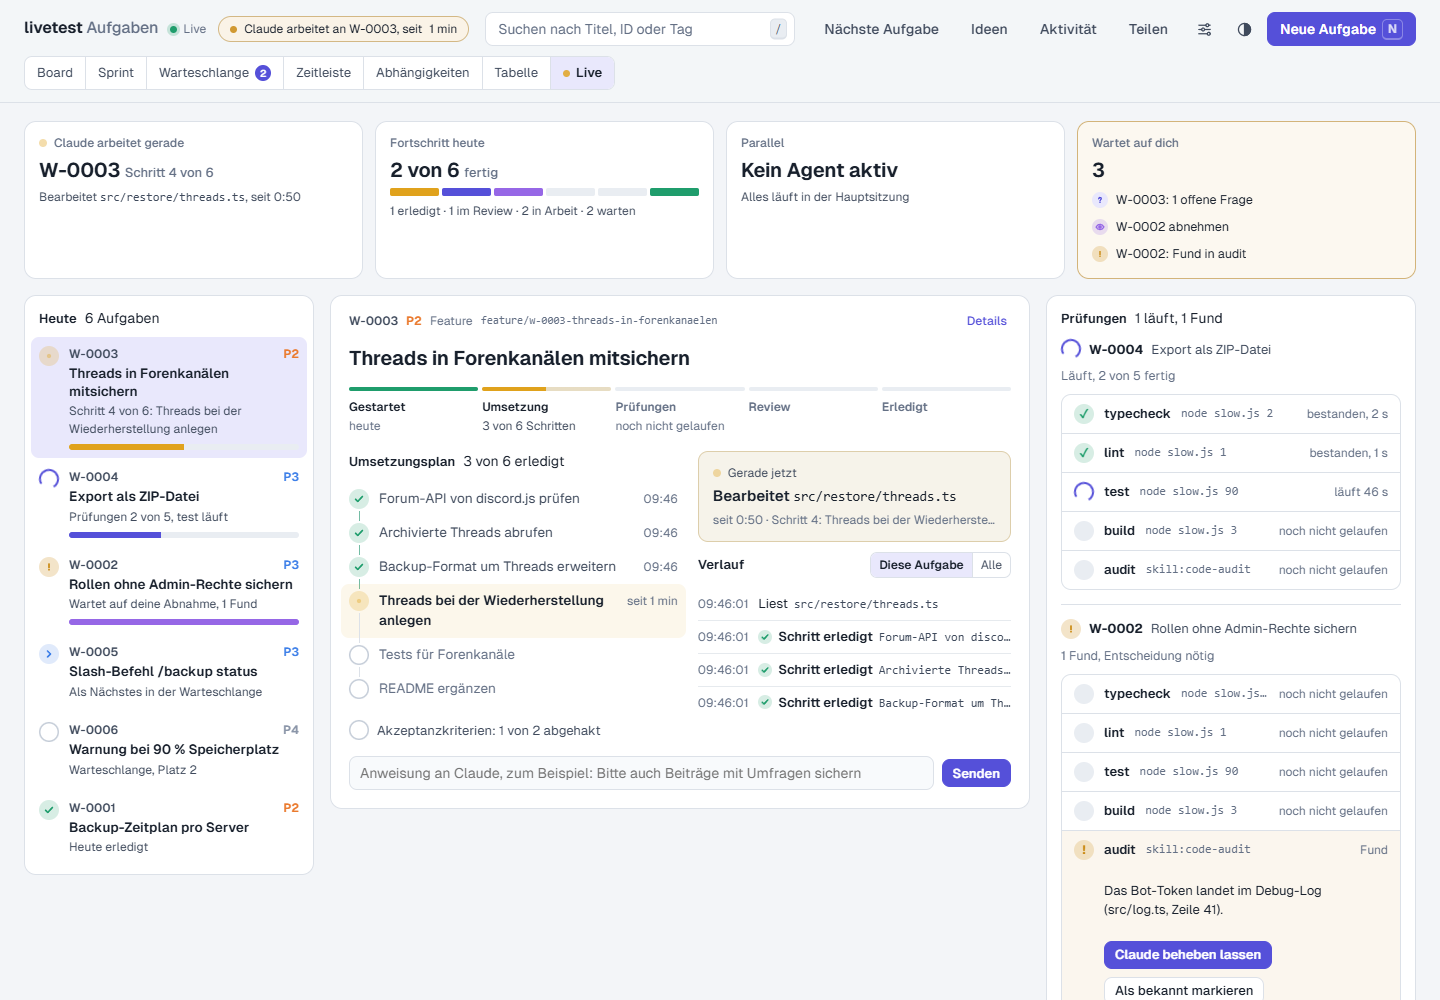 livetest Aufgaben Live Claude arbeitet an W-0003, seit 1 min Suchen nach Titel, ID oder Tag / Nächste Aufgabe Ideen Aktivität Teilen Neue Aufgabe N
Board Sprint Warteschlange 2 Zeitleiste Abhängigkeiten Tabelle Live
Claude arbeitet gerade
W-0003 Schritt 4 von 6
Bearbeitet src/restore/threads.ts, seit 0:50
Fortschritt heute
2 von 6 fertig
1 erledigt · 1 im Review · 2 in Arbeit · 2 warten
Parallel
Kein Agent aktiv
Alles läuft in der Hauptsitzung
Wartet auf dich
3
? W-0003: 1 offene Frage
W-0002 abnehmen
! W-0002: Fund in audit
Heute 6 Aufgaben
W-0003 P2
Threads in Forenkanälen
mitsichern
Schritt 4 von 6: Threads bei der
Wiederherstellung anlegen
W-0004 P3
Export als ZIP-Datei
Prüfungen 2 von 5, test läuft
! W-0002 P3
Rollen ohne Admin-Rechte sichern
Wartet auf deine Abnahme, 1 Fund
W-0005 P3
Slash-Befehl /backup status
Als Nächstes in der Warteschlange
W-0006 P4
Warnung bei 90 % Speicherplatz
Warteschlange, Platz 2
W-0001 P2
Backup-Zeitplan pro Server
Heute erledigt
W-0003 P2 Feature feature/w-0003-threads-in-forenkanaelen Details
Threads in Forenkanälen mitsichern
Gestartet
heute
Umsetzung
3 von 6 Schritten
Prüfungen
noch nicht gelaufen
Review
Erledigt
Umsetzungsplan 3 von 6 erledigt
Forum-API von discord.js prüfen 09:46
Archivierte Threads abrufen 09:46
Backup-Format um Threads erweitern 09:46
Threads bei der Wiederherstellung seit 1 min
anlegen
Tests für Forenkanäle
README ergänzen
Akzeptanzkriterien: 1 von 2 abgehakt
Gerade jetzt
Bearbeitet src/restore/threads.ts
seit 0:50 · Schritt 4: Threads bei der Wiederherste…
Verlauf Diese Aufgabe Alle
09:46:01 Liest src/restore/threads.ts
09:46:01 Schritt erledigt Forum-API von disco…
09:46:01 Schritt erledigt Archivierte Threads…
09:46:01 Schritt erledigt Backup-Format um Th…
Anweisung an Claude, zum Beispiel: Bitte auch Beiträge mit Umfragen sichern Senden
Prüfungen 1 läuft, 1 Fund
W-0004 Export als ZIP-Datei
Läuft, 2 von 5 fertig
typecheck node slow.js 2 bestanden, 2 s
lint node slow.js 1 bestanden, 1 s
test node slow.js 90 läuft 46 s
build node slow.js 3 noch nicht gelaufen
audit skill:code-audit noch nicht gelaufen
! W-0002 Rollen ohne Admin-Rechte sichern
1 Fund, Entscheidung nötig
typecheck node slow.js… noch nicht gelaufen
lint node slow.js 1 noch nicht gelaufen
test node slow.js 90 noch nicht gelaufen
build node slow.js 3 noch nicht gelaufen
! audit skill:code-audit Fund
Das Bot-Token landet im Debug-Log
(src/log.ts, Zeile 41).
Claude beheben lassen
Als bekannt markieren